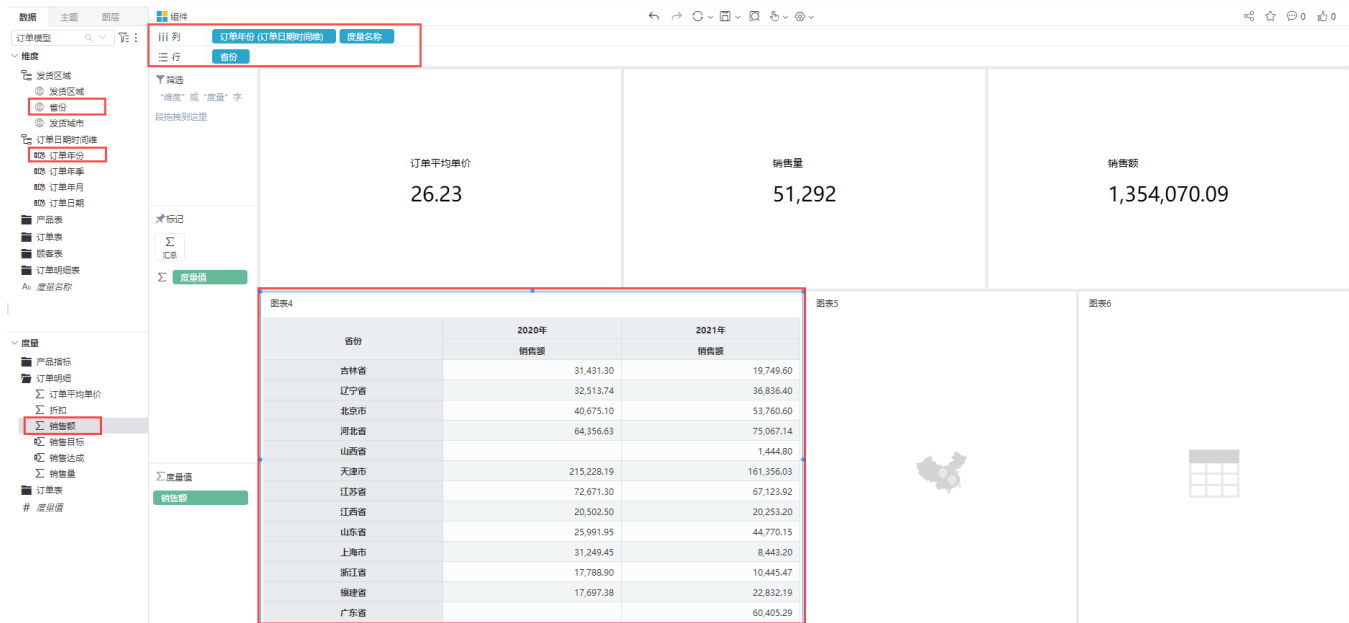 数据 主题 图层 组件 0 0
订单模型
列 订单年份 (订单日期时间维) 度量名称
行 省份
维度
发货区域
发货区域
省份
发货城市
订单日期时间维
订单年份
订单年季
订单年月
订单日期
产品表
订单表
顾客表
订单明细表
度量名称
度量
产品指标
订单明细
订单平均单价
折扣
销售额
销售目标
销售达成
销售量
订单表
# 度量值
筛选
"维度" 或 "度量" 字
段拖拽到这里
标记
Σ
汇总
Σ 度量值
Σ度量值
销售额
订单平均单价
26.23
销售量
51,292
销售额
1,354,070.09
图表4
省份 2020年 2021年
销售额 销售额
吉林省 31,431.30 19,749.60
辽宁省 32,513.74 36,836.40
北京市 40,675.10 53,760.60
河北省 64,356.63 75,067.14
山西省 1,444.80
天津市 215,228.19 161,356.03
江苏省 72,671.30 67,123.92
江西省 20,502.50 20,253.20
山东省 25,991.95 44,770.15
上海市 31,249.45 8,443.20
浙江省 17,788.90 10,445.47
福建省 17,697.38 22,832.19
广东省 60,405.29
图表5
图表6